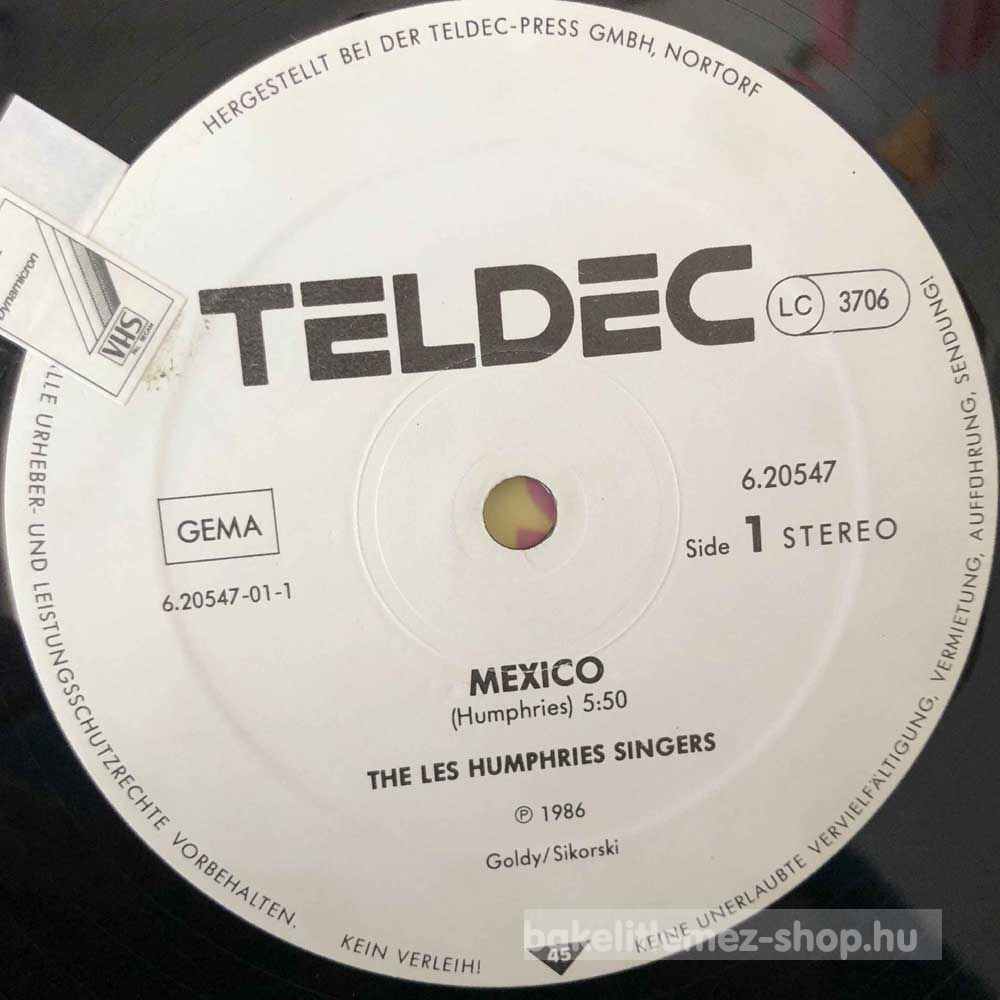 HERGESTELLT BEI DER TELDEC-PRESS GMBH, NORTORF
TELDEC
LC 3706
Dynamicron
VHS
GEMA
6.20547-01-1
6.20547
Side 1 STEREO
MEXICO
(Humphries) 5:50
THE LES HUMPHRIES SINGERS
℗ 1986
Goldy/Sikorski
LLE URHEBER- UND LEISTUNGSSCHUTZRECHTE VORBEHALTEN.
KEIN VERLEIH!
45
KEINE UNERLAUBTE VERVIELFÄLTIGUNG, VERMIETUNG, AUFFÜHRUNG, SENDUNG!
bakelitlemez-shop.hu